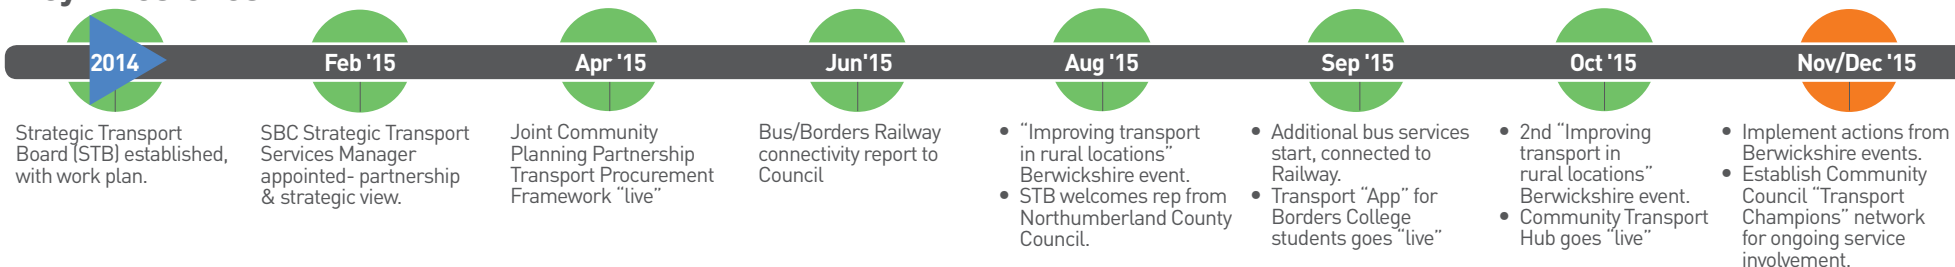 2014
Feb '15
Apr '15
Jun'15
Aug '15
Sep '15
Oct '15
Nov/Dec '15
Strategic Transport
Board (STB) established,
with work plan.
SBC Strategic Transport
Services Manager
appointed- partnership
& strategic view.
Joint Community
Planning Partnership
Transport Procurement
Framework “live”
Bus/Borders Railway
connectivity report to
Council
• “Improving transport
in rural locations”
Berwickshire event.
• STB welcomes rep from
Northumberland County
Council.
• Additional bus services
start, connected to
Railway.
• Transport “App” for
Borders College
students goes “live”
• 2nd “Improving
transport in
rural locations”
Berwickshire event.
• Community Transport
Hub goes “live”
• Implement actions from
Berwickshire events.
• Establish Community
Council “Transport
Champions” network
for ongoing service
involvement.